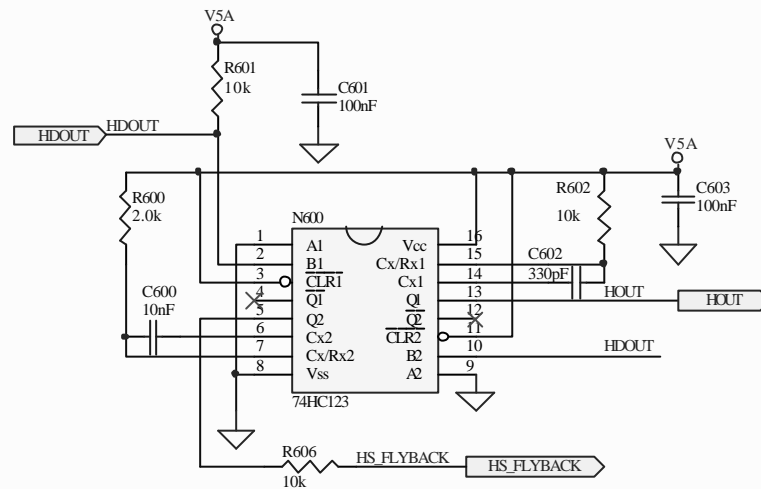 V5A
R601
10k
C601
100nF
HDOUT
HDOUT
V5A
R600
2.0k
R602
10k
C603
100nF
N600
C602
330pF
C600
10nF
1
2
3
4
5
6
7
8
A1
B1
CLR1
Q1
Q2
Cx2
Cx/Rx2
Vss
Vcc
Cx/Rx1
Cx1
Q1
Q2
CLR2
B2
A2
16
15
14
13
12
11
10
9
HOUT
HOUT
HDOUT
74HC123
R606
10k
HS_FLYBACK
HS_FLYBACK